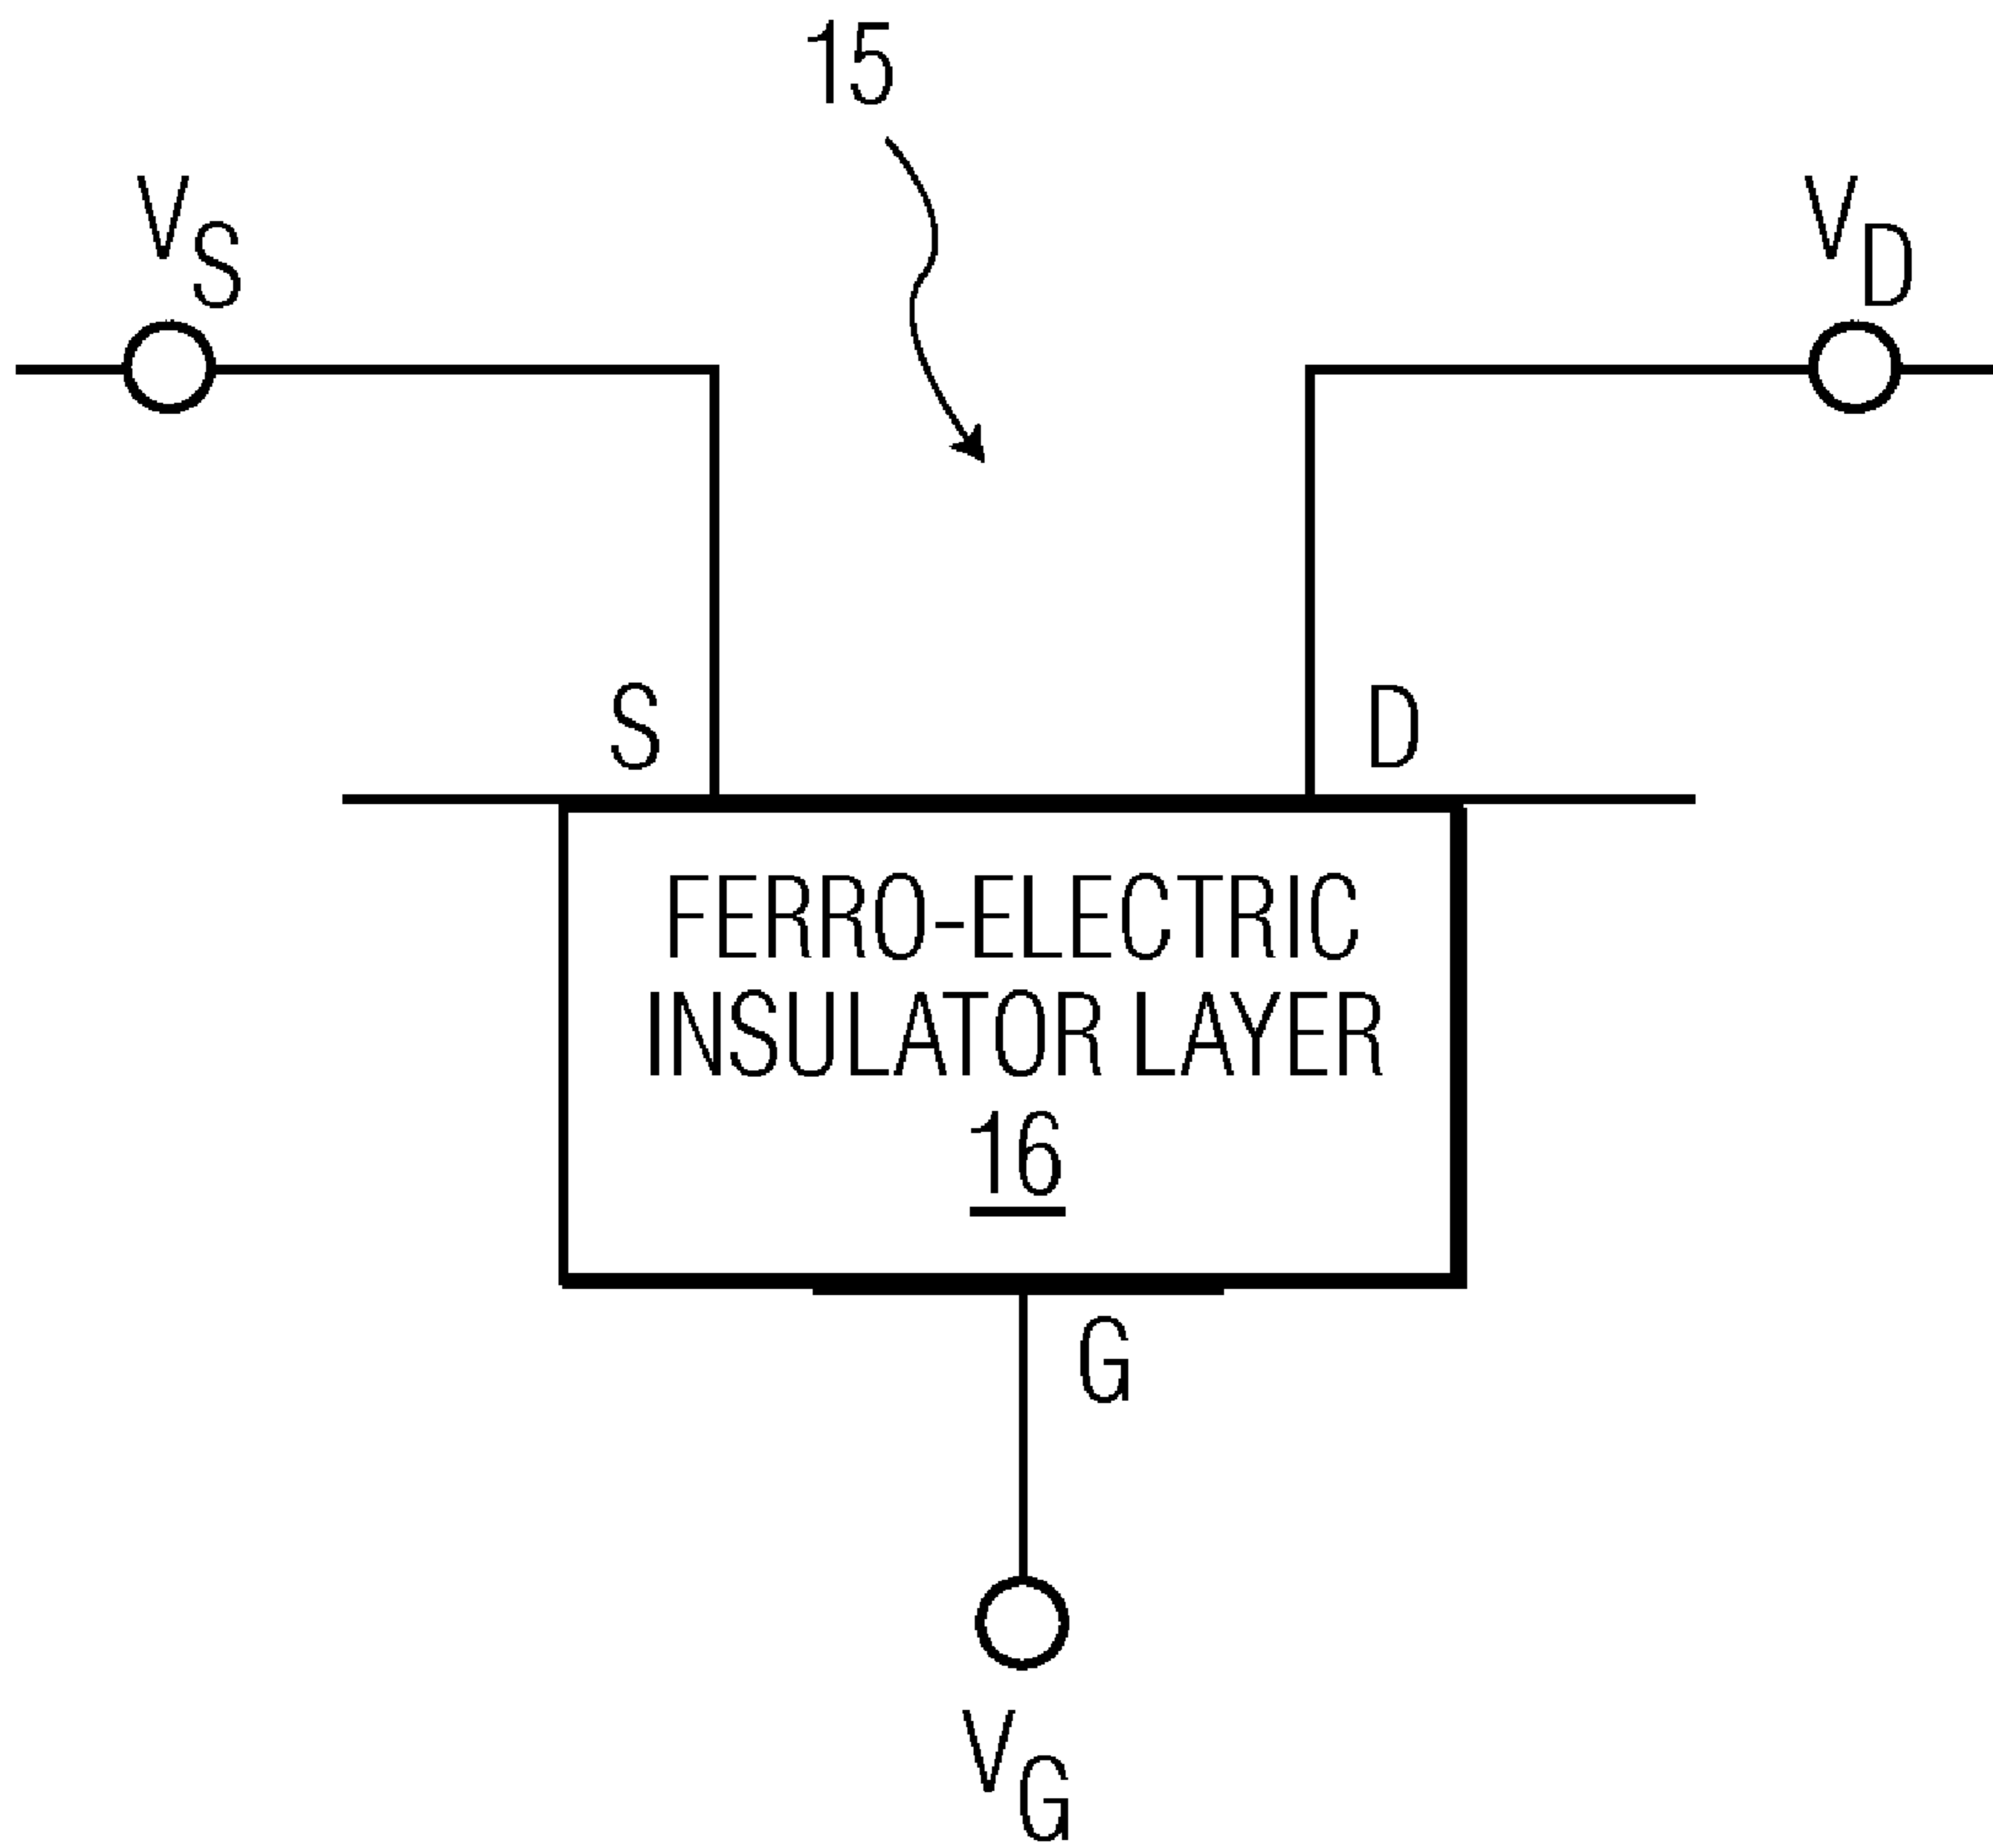 15
VS
VD
S
D
FERRO-ELECTRIC
INSULATOR LAYER
16
G
VG